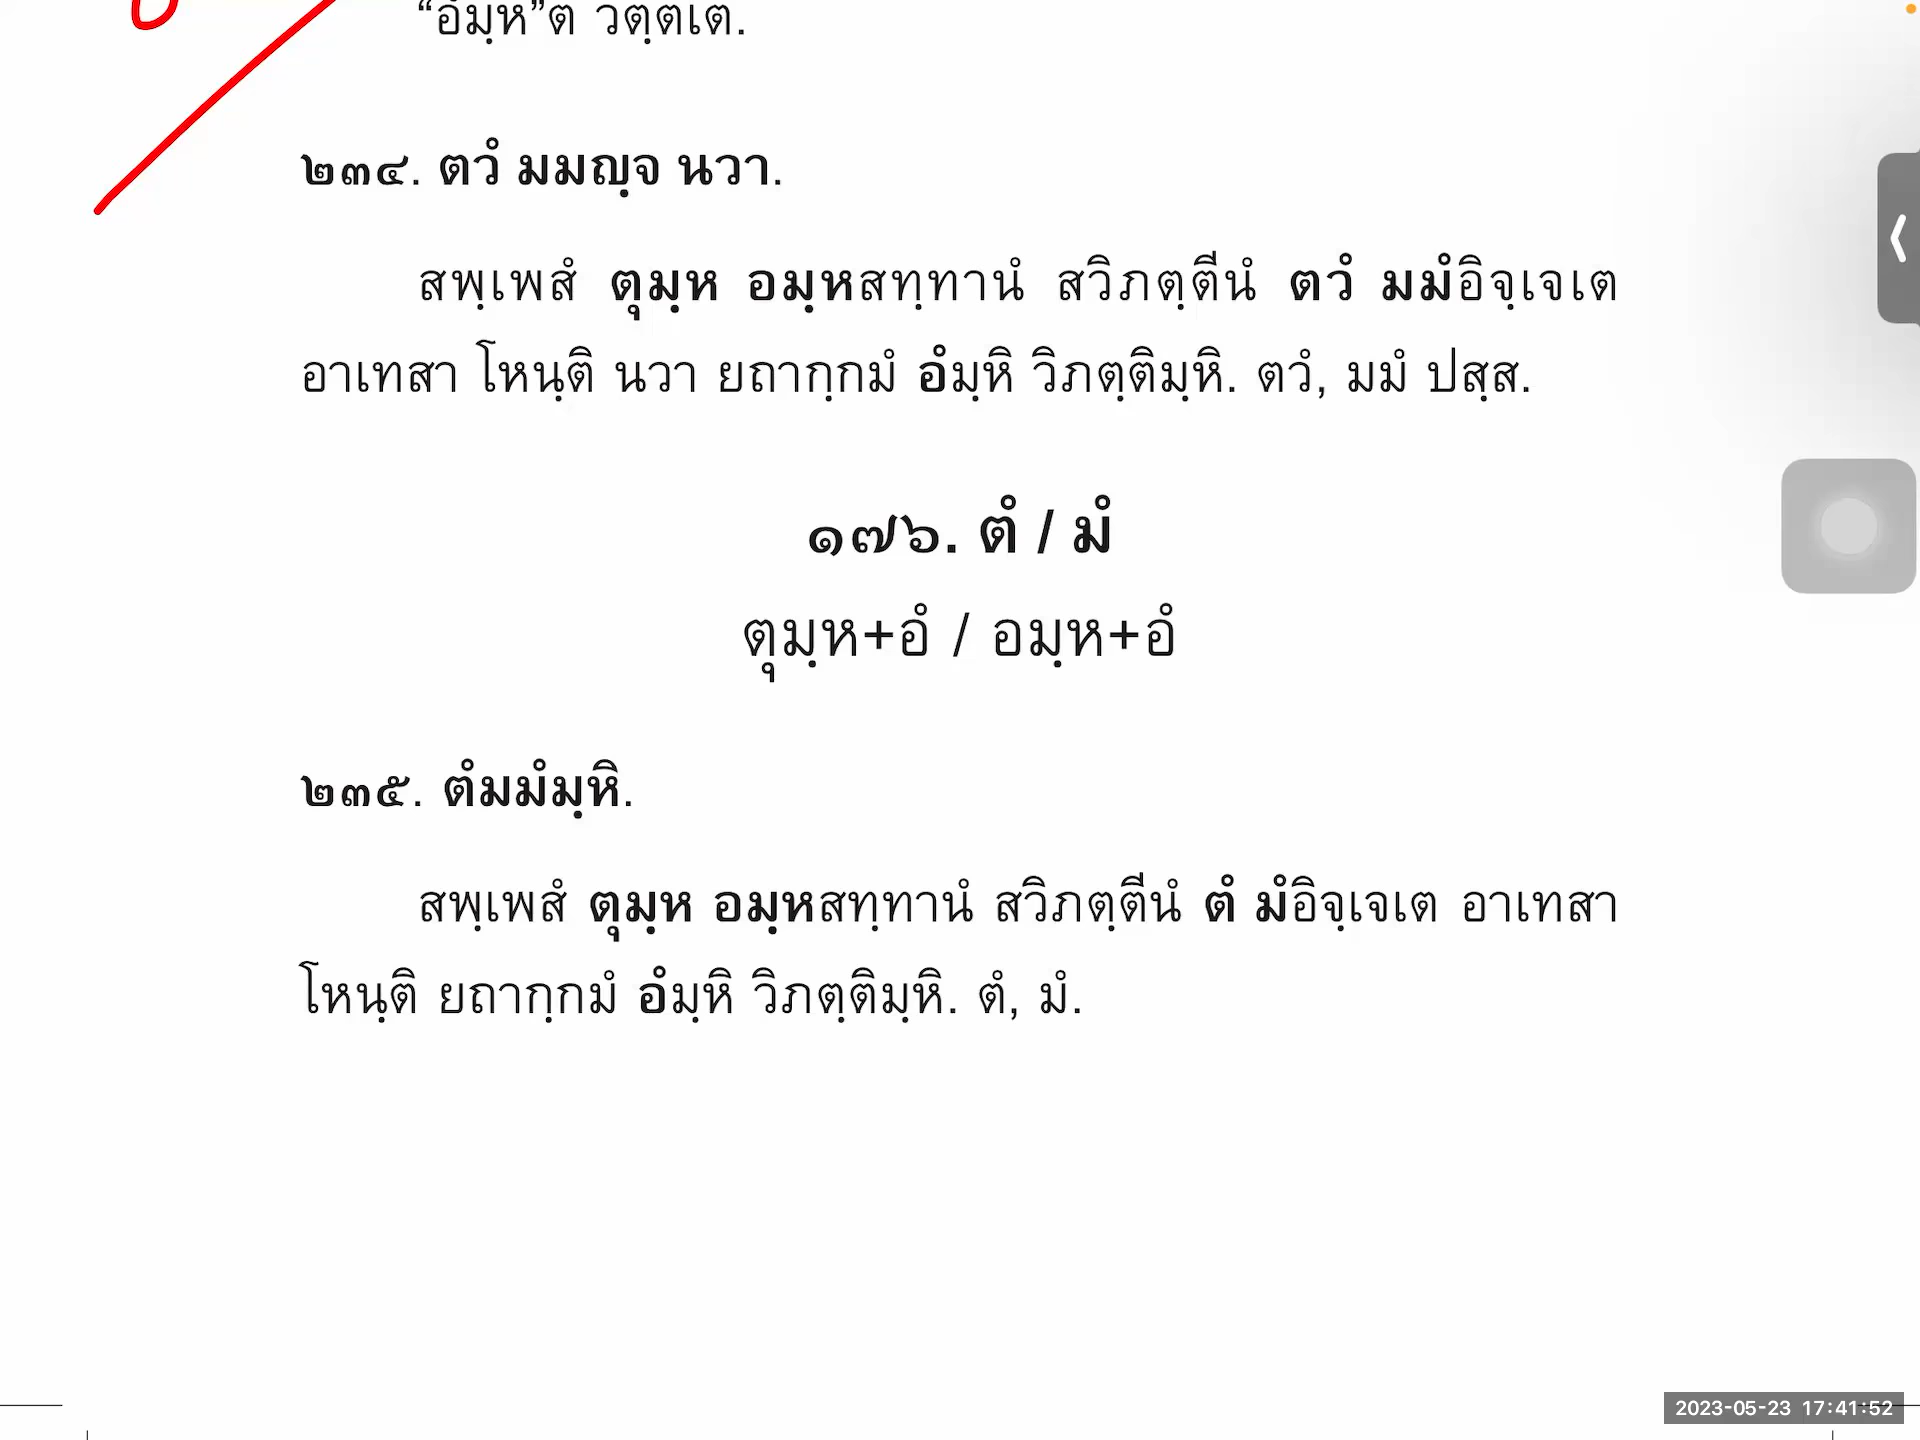 “อํมฺห”ต วตฺตเต.
๒๓๔. ตวํ มมญฺจ นวา.
สพฺเพสํ ตุมฺห อมฺหสทฺทานํ สวิภตฺตีนํ ตวํ มมํอิจฺเจเต
อาเทสา โหนฺติ นวา ยถากฺกมํ อํมฺหิ วิภตฺติมฺหิ. ตวํ, มมํ ปสฺส.
๑๗๖. ตํ / มํ
ตุมฺห+อํ / อมฺห+อํ
๒๓๕. ตํมมํมฺหิ.
สพฺเพสํ ตุมฺห อมฺหสทฺทานํ สวิภตฺตีนํ ตํ มํอิจฺเจเต อาเทสา
โหนฺติ ยถากฺกมํ อํมฺหิ วิภตฺติมฺหิ. ตํ, มํ.
2023-05-23 17:41:52